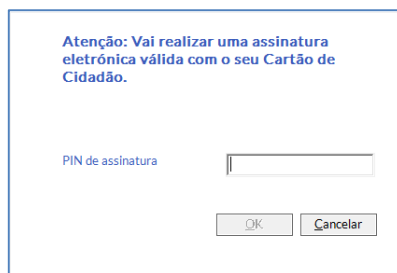 Atenção: Vai realizar uma assinatura
eletrónica válida com o seu Cartão de
Cidadão.
PIN de assinatura
OK
Cancelar